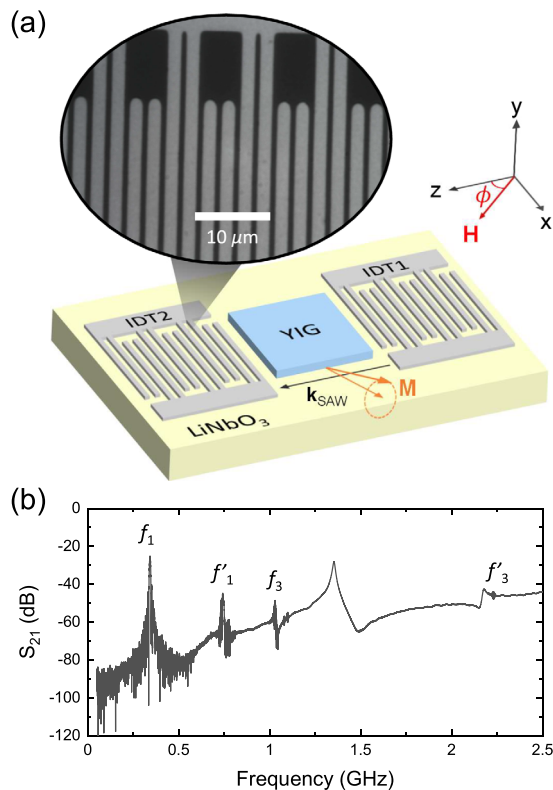 (a)
10 μm
y
z
ϕ
x
H
IDT1
IDT2
YIG
k_SAW
M
LiNbO₃
(b)
0
-20
-40
-60
-80
-100
-120
S₂₁ (dB)
f₁
f'₁
f₃
f'₃
0 0.5 1 1.5 2 2.5
Frequency (GHz)